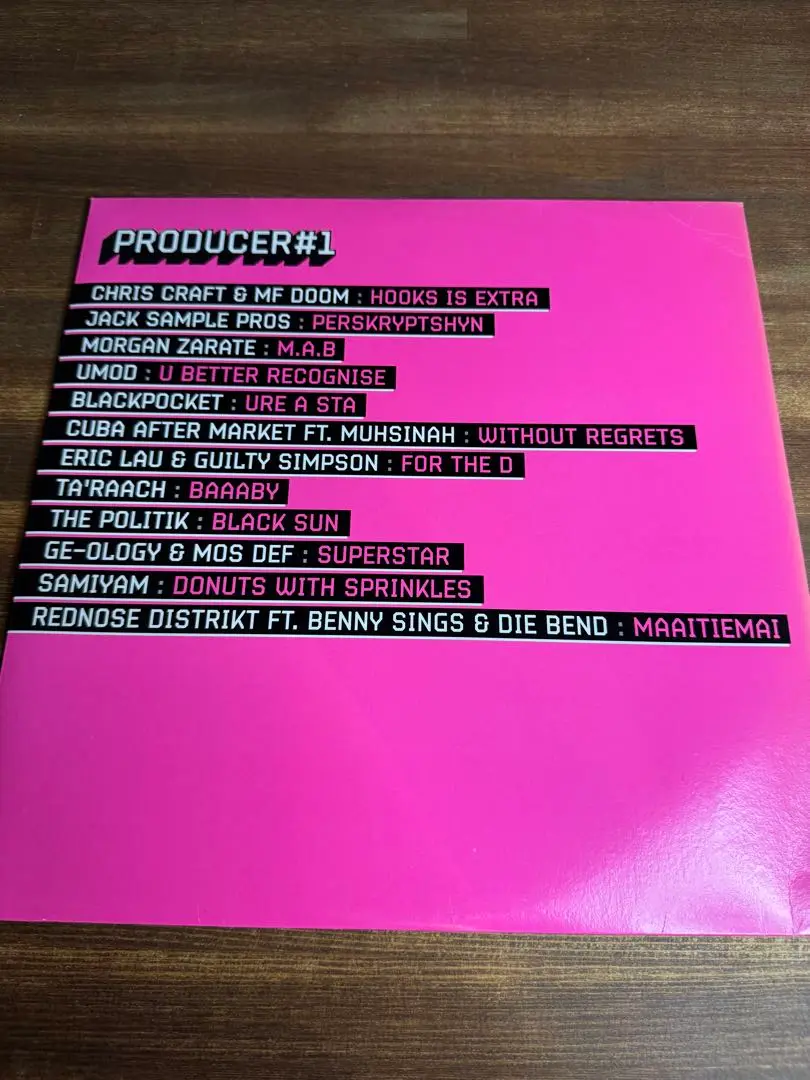 PRODUCER#1
CHRIS CRAFT & MF DOOM : HOOKS IS EXTRA
JACK SAMPLE PROS : PERSKRYPTSHYN
MORGAN ZARATE : M.A.B
UMOD : U BETTER RECOGNISE
BLACKPOCKET : URE A STA
CUBA AFTER MARKET FT. MUHSINAH : WITHOUT REGRETS
ERIC LAU & GUILTY SIMPSON : FOR THE D
TA'RAACH : BAAABY
THE POLITIK : BLACK SUN
GE-OLOGY & MOS DEF : SUPERSTAR
SAMIYAM : DONUTS WITH SPRINKLES
REDNOSE DISTRIKT FT. BENNY SINGS & DIE BEND : MAAITIEMAI